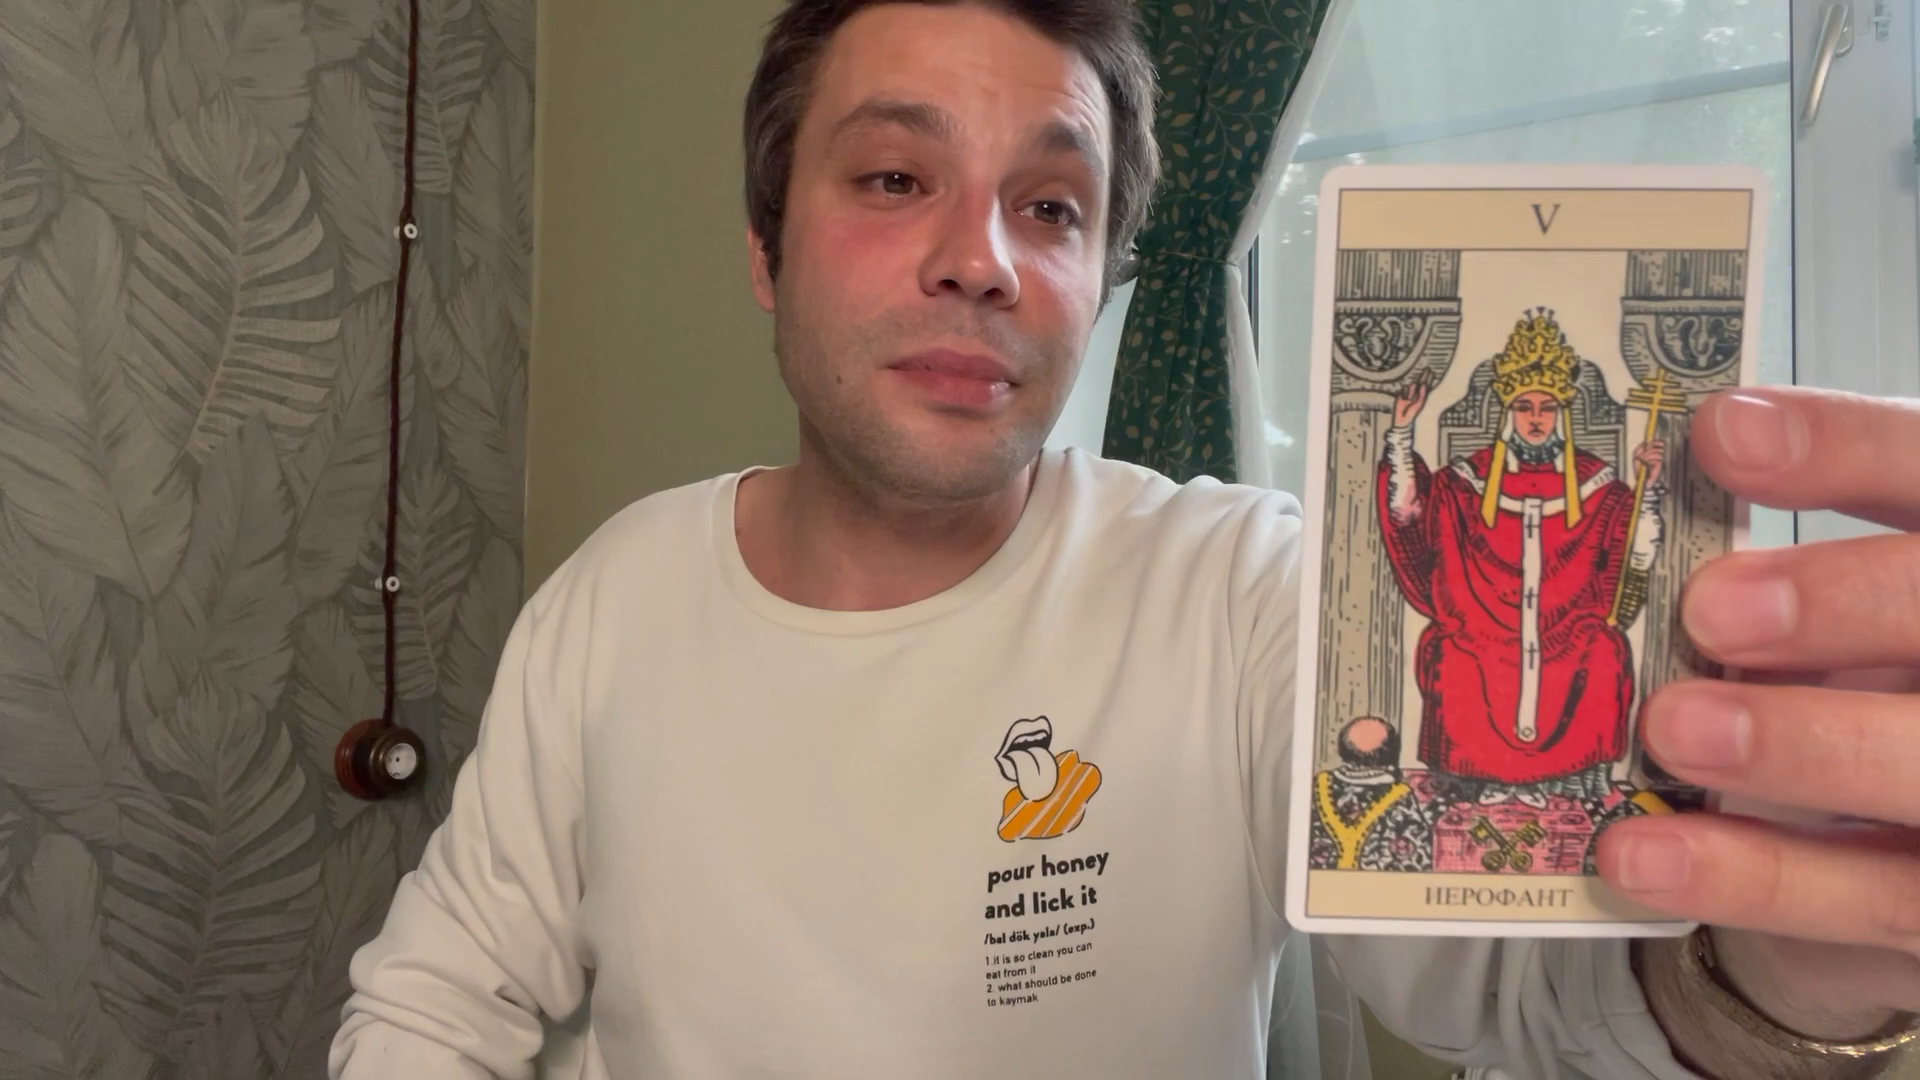 V
ИЕРОФАНТ
pour honey
and lick it
/bal dök yala/ (exp.)
1.it is so clean you can
eat from it
2. what should be done
to kaymak